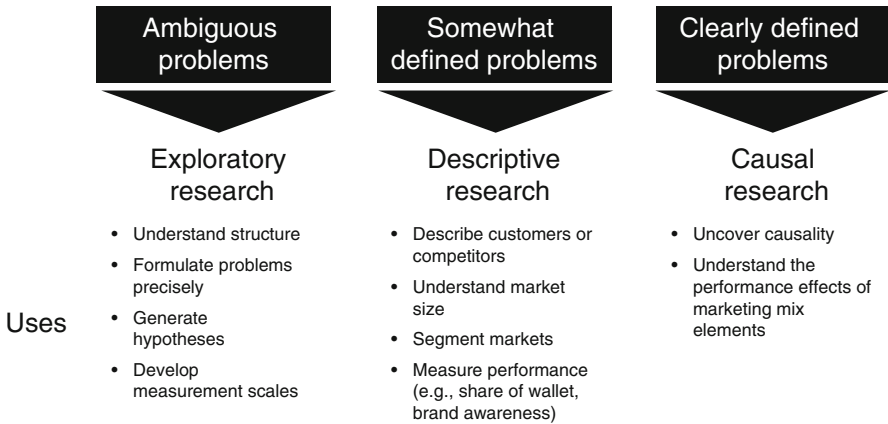 Ambiguous
problems
Somewhat
defined problems
Clearly defined
problems
Exploratory
research
Descriptive
research
Causal
research
Uses
• Understand structure
• Formulate problems
precisely
• Generate
hypotheses
• Develop
measurement scales
• Describe customers or
competitors
• Understand market
size
• Segment markets
• Measure performance
(e.g., share of wallet,
brand awareness)
• Uncover causality
• Understand the
performance effects of
marketing mix
elements